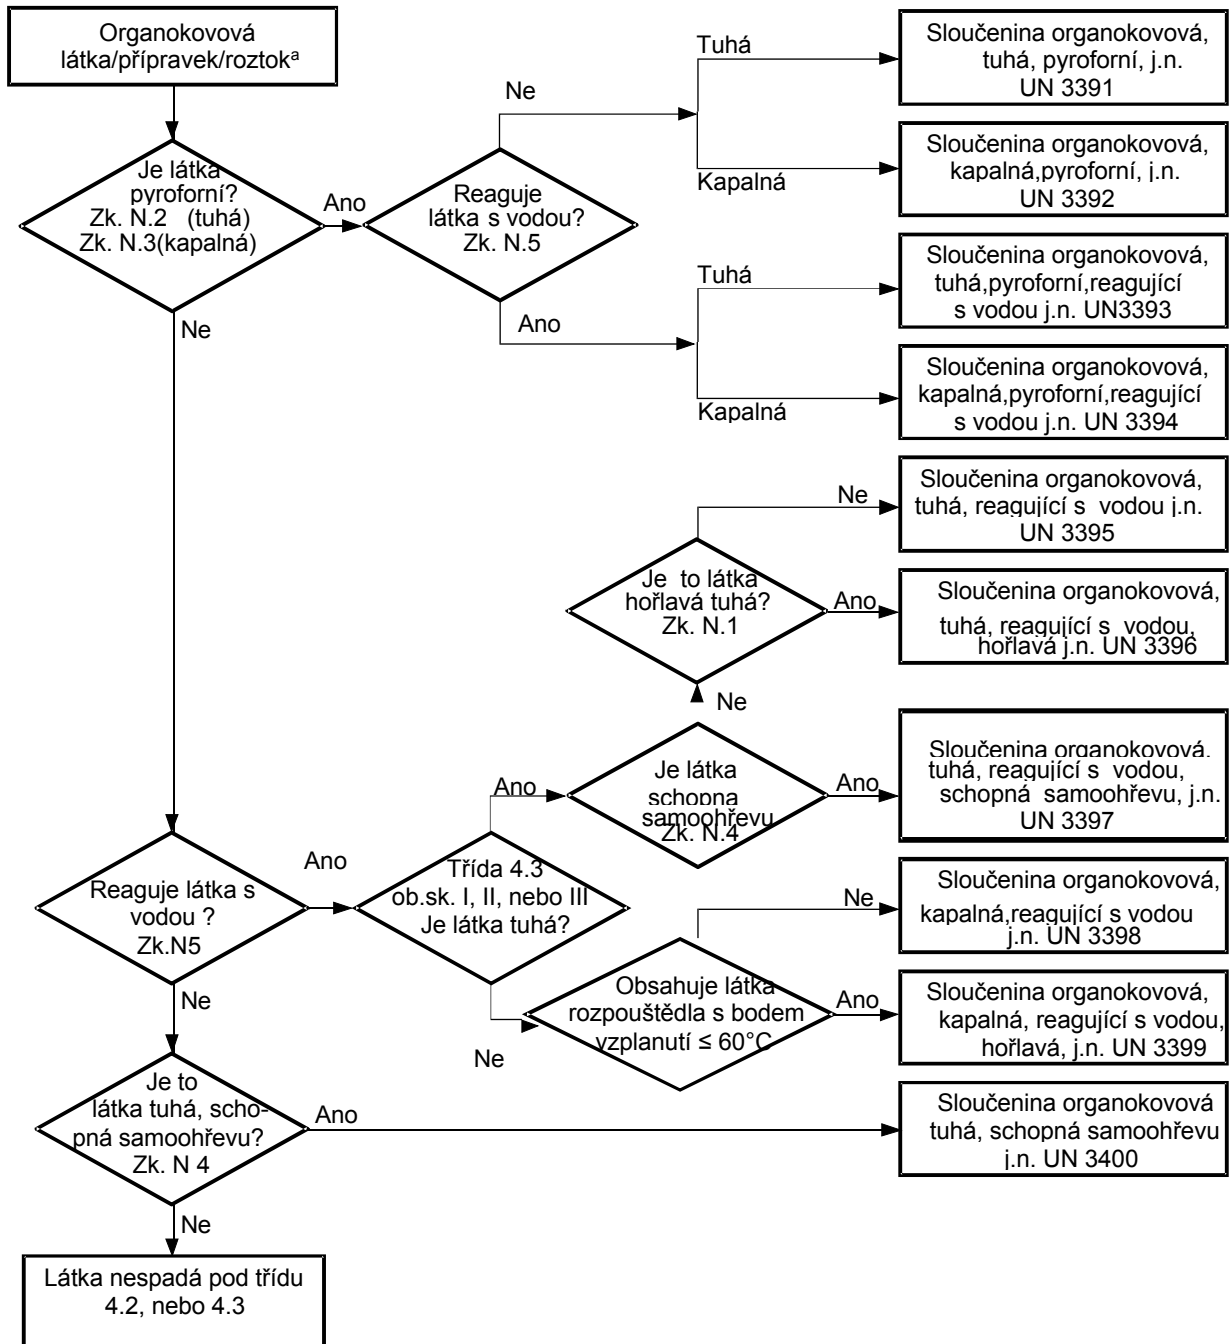 Organokovová
látka/přípravek/roztokᵃ
Je látka
pyroforní?
Zk. N.2 (tuhá)
Zk. N.3(kapalná)
Ano
Ne
Reaguje
látka s vodou?
Zk. N.5
Ne
Ano
Tuhá
Kapalná
Tuhá
Kapalná
Sloučenina organokovová,
tuhá, pyroforní, j.n.
UN 3391
Sloučenina organokovová,
kapalná,pyroforní, j.n.
UN 3392
Sloučenina organokovová,
tuhá,pyroforní,reagující
s vodou j.n. UN3393
Sloučenina organokovová,
kapalná,pyroforní,reagující
s vodou j.n. UN 3394
Ne
Sloučenina organokovová,
tuhá, reagující s vodou j.n.
UN 3395
Je to látka
hořlavá tuhá?
Zk. N.1
Ano
Sloučenina organokovová,
tuhá, reagující s vodou,
hořlavá j.n. UN 3396
Ne
Je látka
schopna
samoohřevu
Zk. N.4
Ano
Ano
Sloučenina organokovová,
tuhá, reagující s vodou,
schopná samoohřevu, j.n.
UN 3397
Reaguje látka s
vodou ?
Zk.N5
Ano
Třída 4.3
ob.sk. I, II, nebo III
Je látka tuhá?
Ne
Sloučenina organokovová,
kapalná,reagující s vodou
j.n. UN 3398
Ne
Ne
Obsahuje látka
rozpouštědla s bodem
vzplanutí ≤ 60°C
Ano
Sloučenina organokovová,
kapalná, reagující s vodou,
hořlavá, j.n. UN 3399
Je to
látka tuhá, scho-
pná samoohřevu?
Zk. N 4
Ano
Sloučenina organokovová
tuhá, schopná samoohřevu
j.n. UN 3400
Ne
Látka nespadá pod třídu
4.2, nebo 4.3